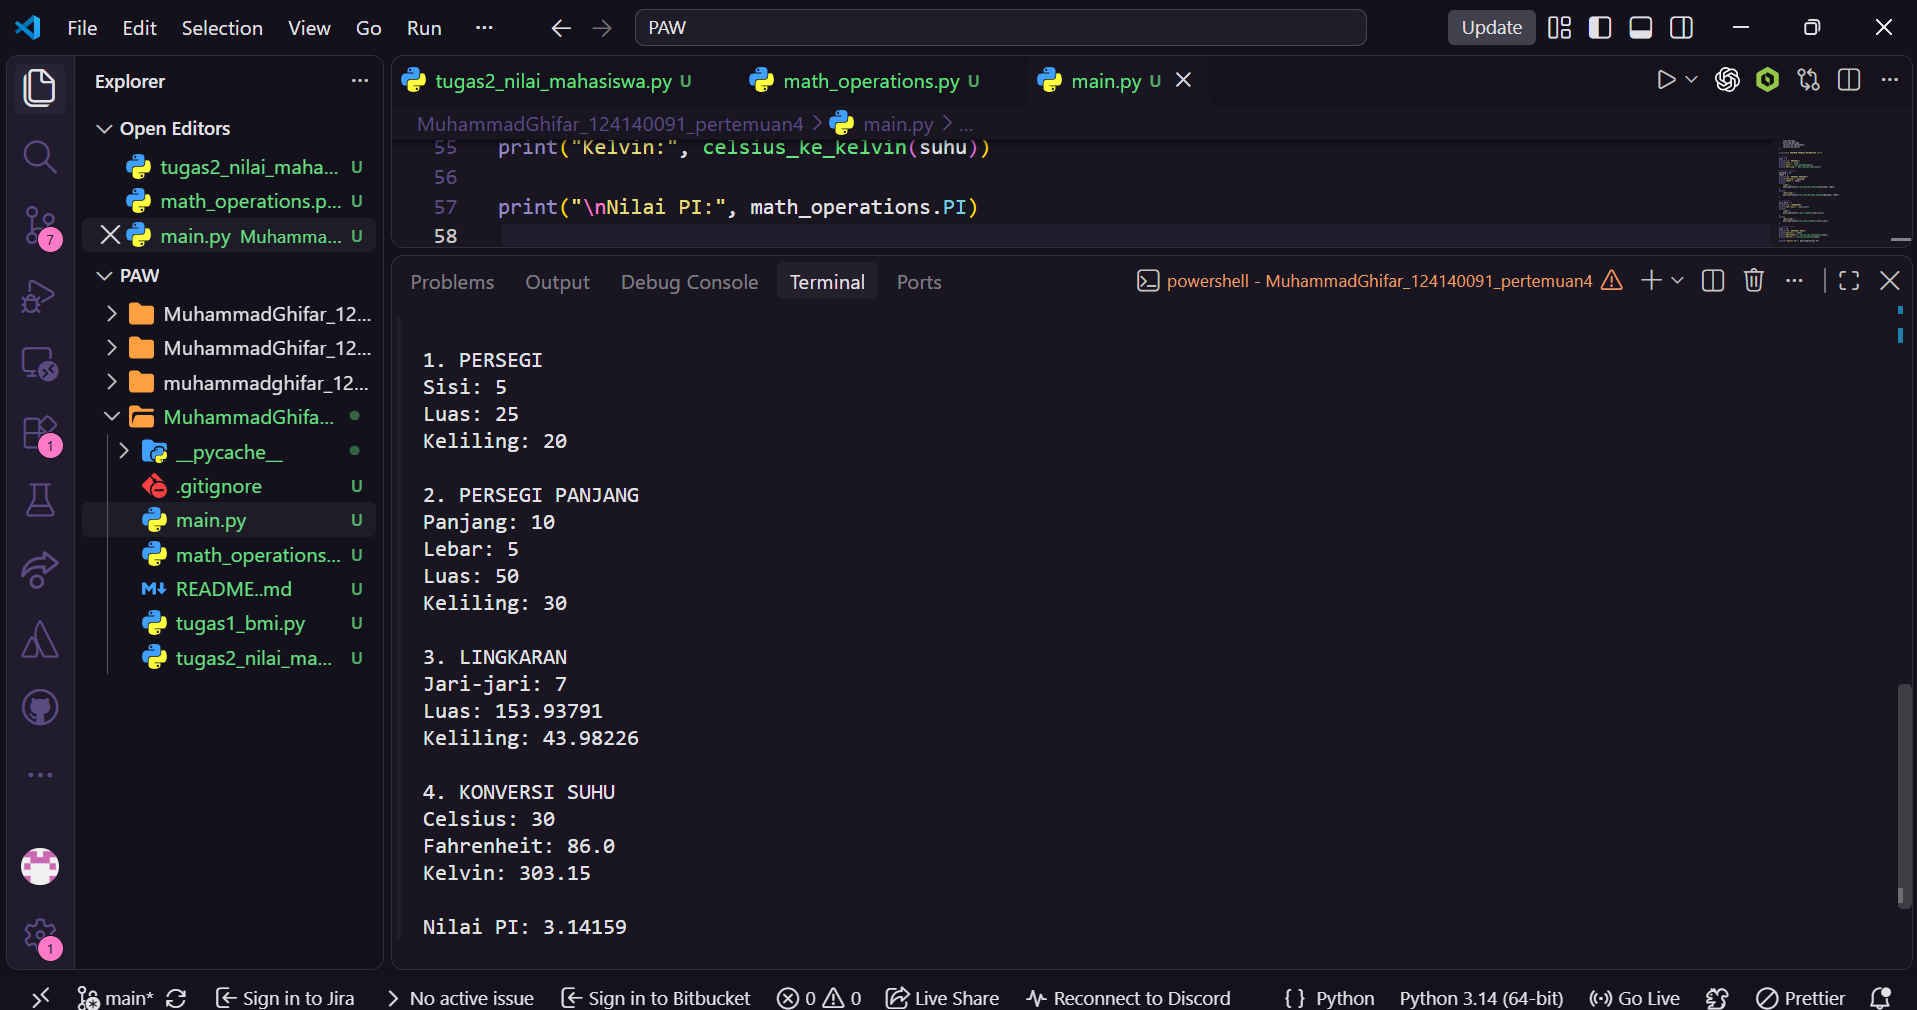 File Edit Selection View Go Run ··· PAW Update
Explorer ···
Open Editors
tugas2_nilai_maha... U
math_operations.p... U
main.py Muhamma... U
PAW
MuhammadGhifar_12...
MuhammadGhifar_12...
muhammadghifar_12...
MuhammadGhifa...
__pycache__
.gitignore U
main.py U
math_operations... U
README..md U
tugas1_bmi.py U
tugas2_nilai_ma... U
7
1
1
tugas2_nilai_mahasiswa.py U math_operations.py U main.py U
MuhammadGhifar_124140091_pertemuan4 > main.py > ...
55 print("Kelvin:", celsius_ke_kelvin(suhu))
56
57 print("\nNilai PI:", math_operations.PI)
58
Problems Output Debug Console Terminal Ports powershell - MuhammadGhifar_124140091_pertemuan4
1. PERSEGI
Sisi: 5
Luas: 25
Keliling: 20
2. PERSEGI PANJANG
Panjang: 10
Lebar: 5
Luas: 50
Keliling: 30
3. LINGKARAN
Jari-jari: 7
Luas: 153.93791
Keliling: 43.98226
4. KONVERSI SUHU
Celsius: 30
Fahrenheit: 86.0
Kelvin: 303.15
Nilai PI: 3.14159
main* Sign in to Jira No active issue Sign in to Bitbucket 0 0 Live Share Reconnect to Discord { } Python Python 3.14 (64-bit) Go Live Prettier